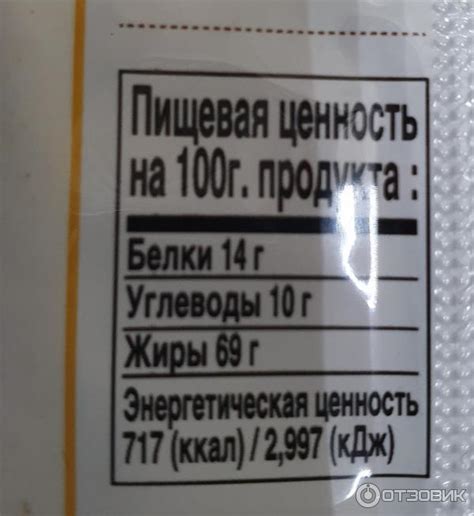 Пищевая ценность
на 100г. продукта :
Белки 14 г
Углеводы 10 г
Жиры 69 г
Энергетическая ценность
717 (ккал) / 2,997 (кДж)
ОТЗОВИК